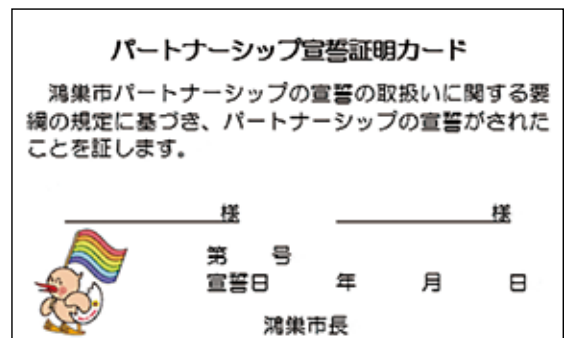 パートナーシップ宣誓証明カード
鴻巣市パートナーシップの宣誓の取扱いに関する要
綱の規定に基づき、パートナーシップの宣誓がされた
ことを証します。
様 様
第 号
宣誓日 年 月 日
鴻巣市長